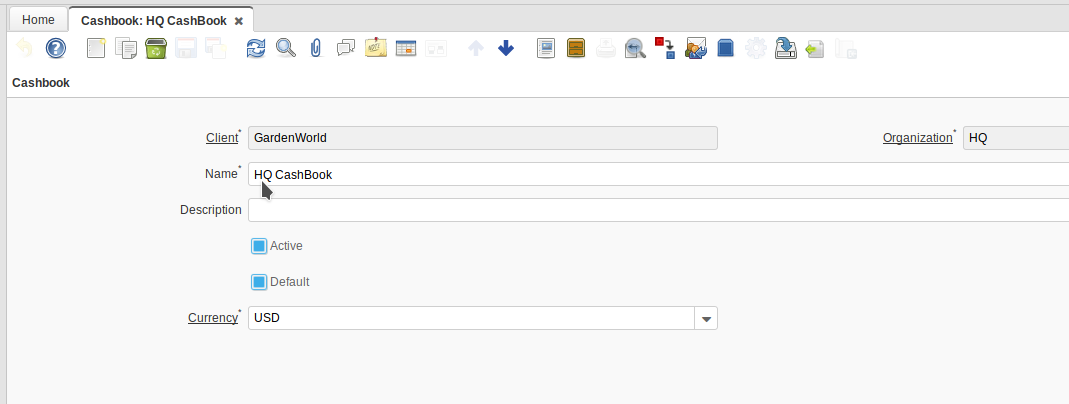 Home Cashbook: HQ CashBook
Cashbook
Client* GardenWorld Organization* HQ
Name* HQ CashBook
Description
Active
Default
Currency* USD